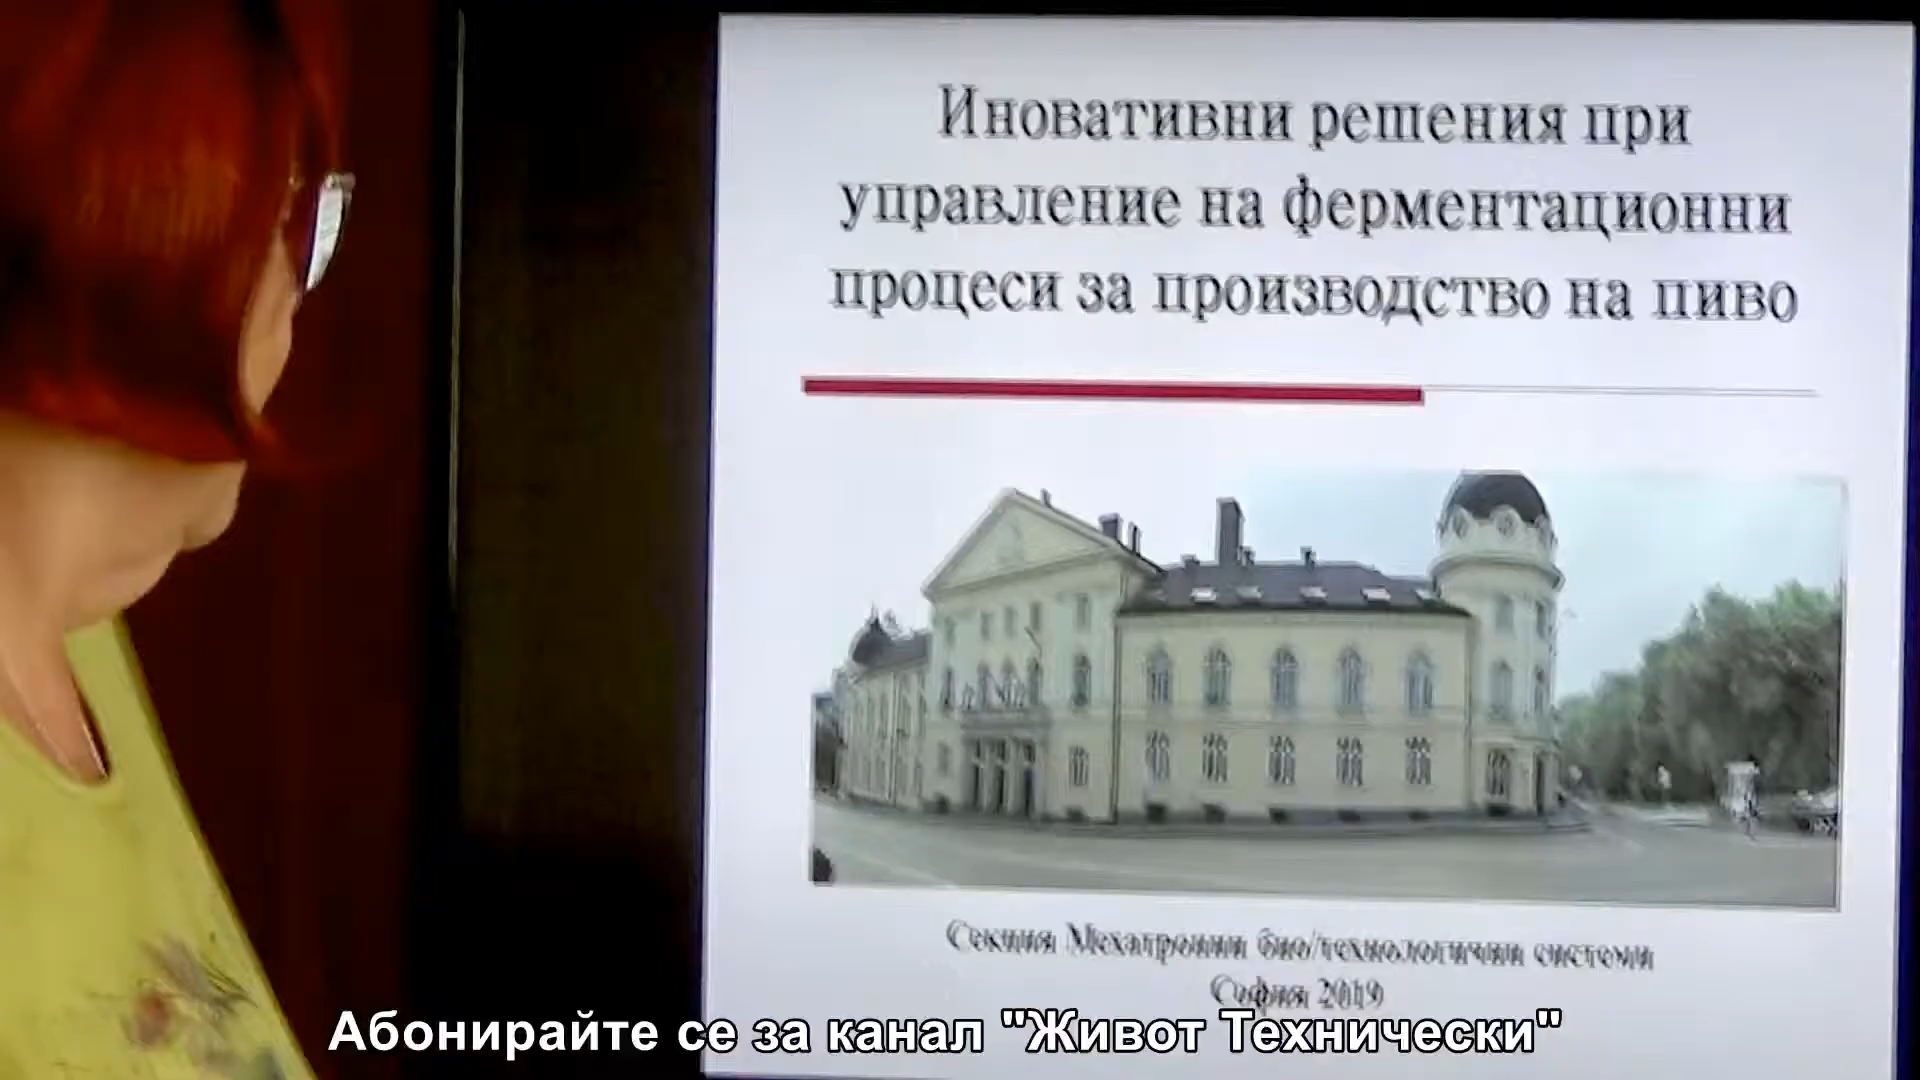 Иновативни решения при
управление на ферментационни
процеси за производство на пиво
Секция Мехатронни био/технологични системи
София 2019
Абонирайте се за канал "Живот Технически"